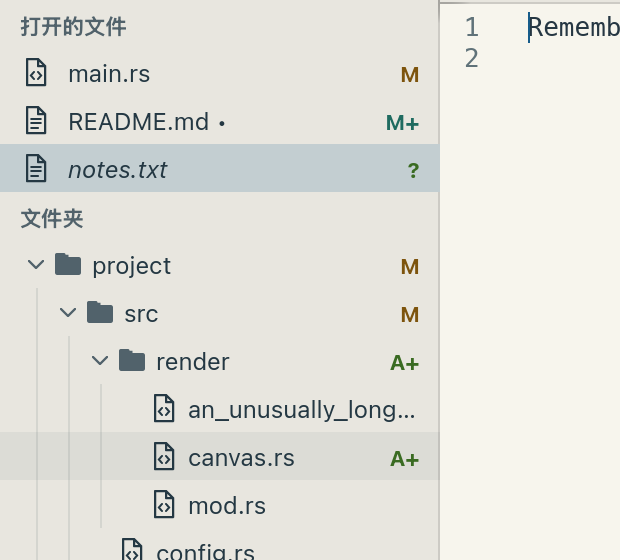 打开的文件
main.rs M
README.md • M+
notes.txt ?
文件夹
project M
src M
render A+
an_unusually_long...
canvas.rs A+
mod.rs
config.rs
1 Rememb
2